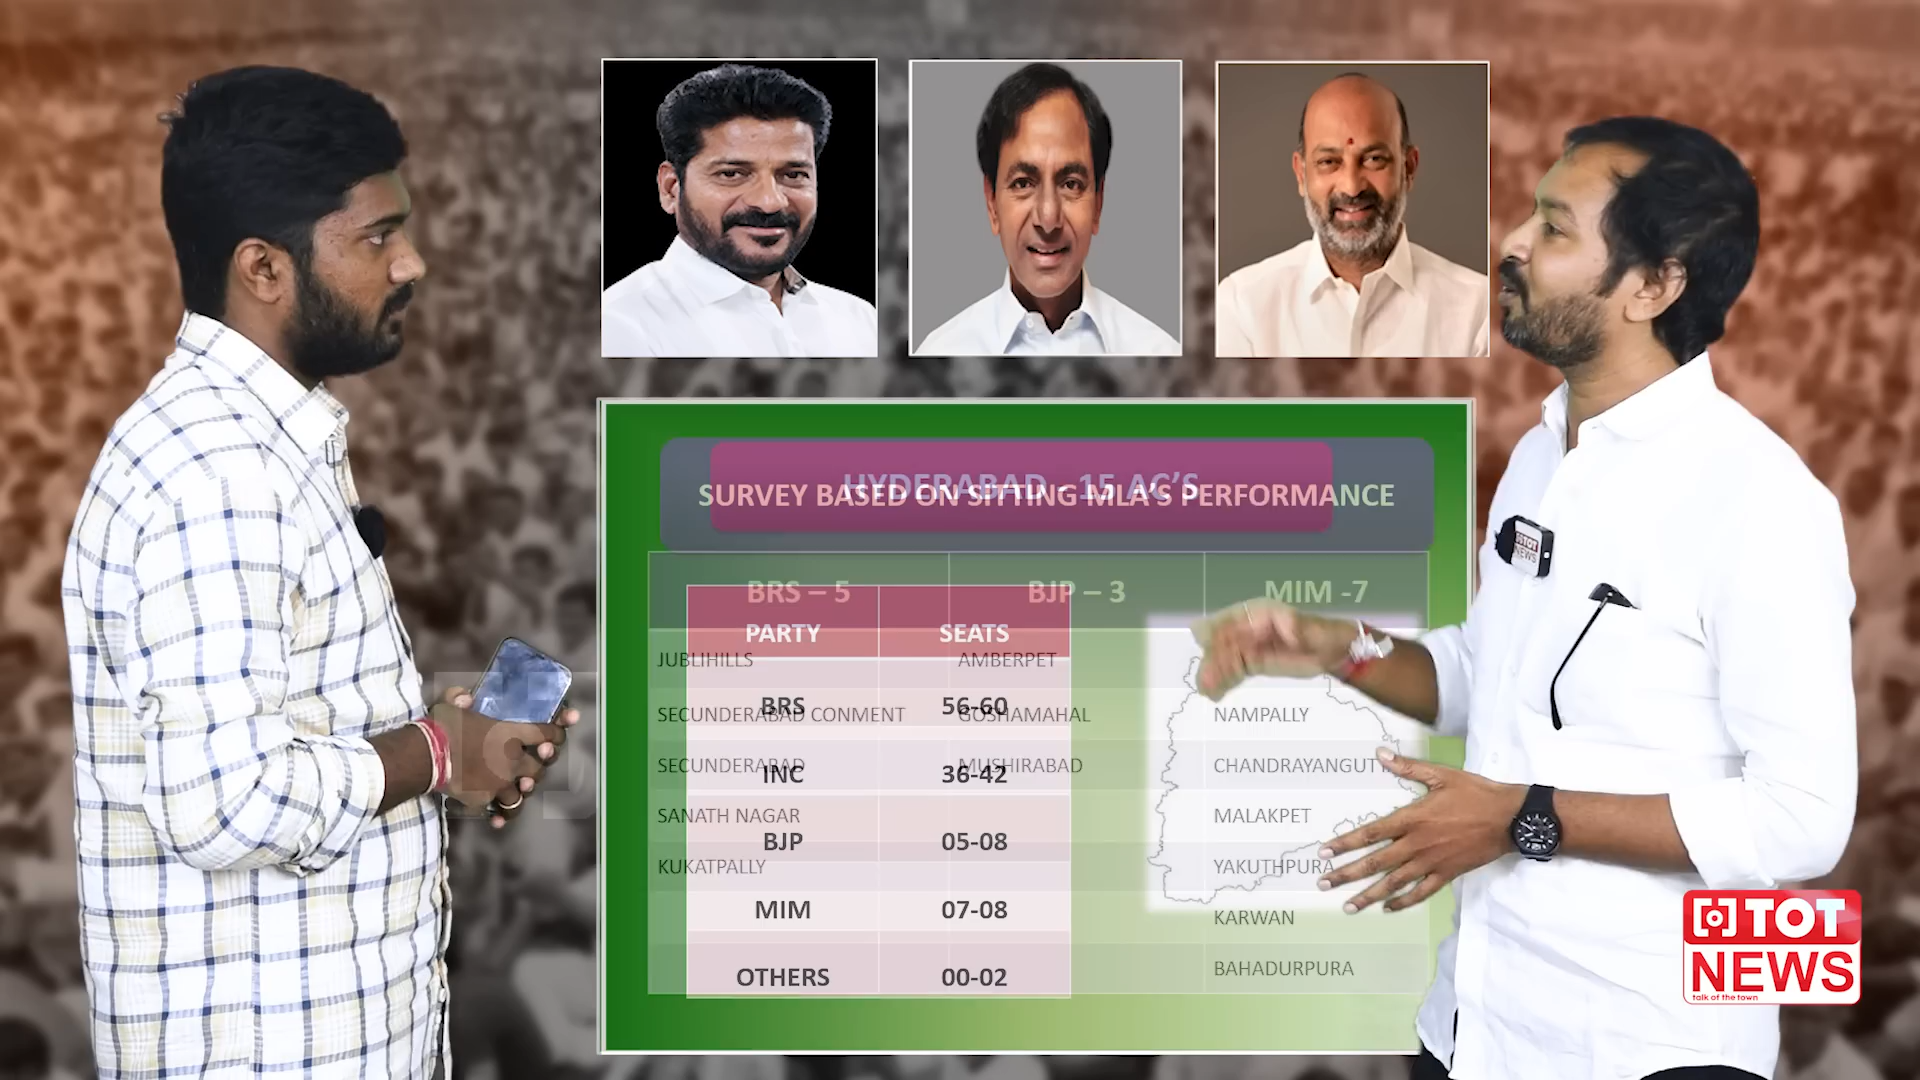 HYDERABAD - 15 AC'S
SURVEY BASED ON SITTING MLA'S PERFORMANCE
BRS – 5 BJP – 3 MIM -7
PARTY SEATS
JUBLIHILLS AMBERPET
BRS 56-60
SECUNDERABAD CONMENT GOSHAMAHAL NAMPALLY
SECUNDERABAD MUSHIRABAD CHANDRAYANGUT
INC 36-42
SANATH NAGAR MALAKPET
BJP 05-08
KUKATPALLY YAKUTHPURA
MIM 07-08
KARWAN
BAHADURPURA
OTHERS 00-02
TOT
NEWS
TOT
NEWS
talk of the town